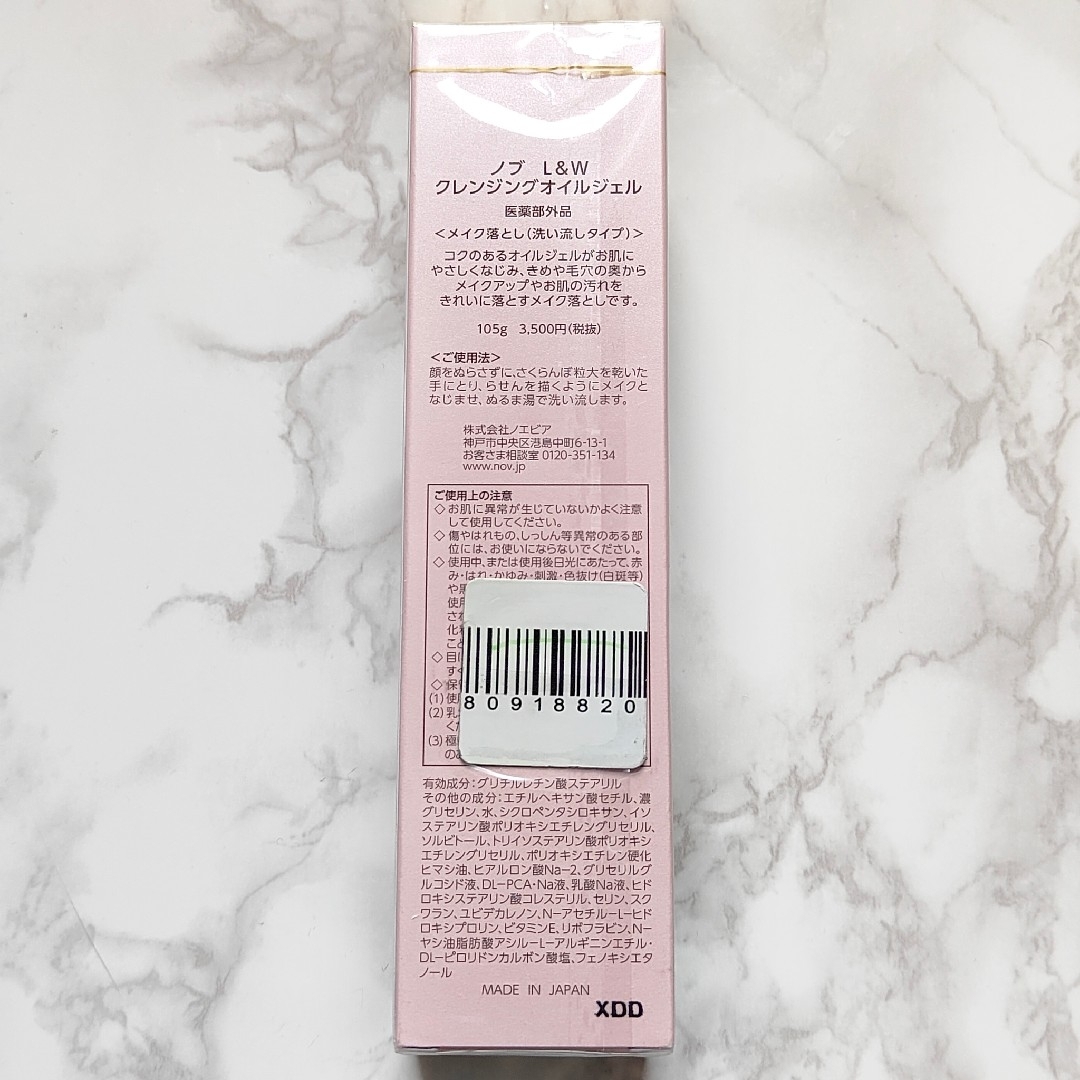 ノブ L&W
クレンジングオイルジェル
医薬部外品
<メイク落とし(洗い流しタイプ)>
コクのあるオイルジェルがお肌に
やさしくなじみ、きめや毛穴の奥から
メイクアップやお肌の汚れを
きれいに落とすメイク落としです。
105g 3,500円(税抜)
<ご使用法>
顔をぬらさずに、さくらんぼ粒大を乾いた
手にとり、らせんを描くようにメイクと
なじませ、ぬるま湯で洗い流します。
株式会社ノエビア
神戸市中央区港島中町6-13-1
お客さま相談室 0120-351-134
www.nov.jp
ご使用上の注意
◇お肌に異常が生じていないかよく注意
して使用してください。
◇傷やはれもの、しっしん等異常のある部
位には、お使いにならないでください。
◇使用中、または使用後日光にあたって、赤
み・はれ・かゆみ・刺激・色抜け(白斑等)
や
使用
さ
化粧
こと
◇目に
すぐ
◇保管
(1)使
(2)乳
くだ
(3)極
の
80918820
有効成分:グリチルレチン酸ステアリル
その他の成分:エチルヘキサン酸セチル、濃
グリセリン、水、シクロペンタシロキサン、イソ
ステアリン酸ポリオキシエチレングリセリル、
ソルビトール、トリイソステアリン酸ポリオキシ
エチレングリセリル、ポリオキシエチレン硬化
ヒマシ油、ヒアルロン酸Na-2、グリセリルグ
ルコシド液、DL-PCA・Na液、乳酸Na液、ヒド
ロキシステアリン酸コレステリル、セリン、スク
ワラン、ユビデカレノン、N-アセチル-L-ヒド
ロキシプロリン、ビタミンE、リボフラビン、N-
ヤシ油脂肪酸アシル-L-アルギニンエチル・
DL-ピロリドンカルボン酸塩、フェノキシエタ
ノール
MADE IN JAPAN
XDD